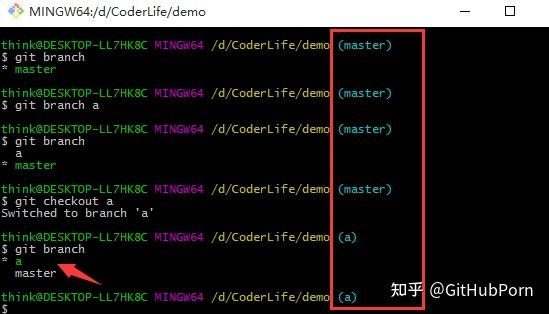 MINGW64:/d/CoderLife/demo
think@DESKTOP-LL7HK8C MINGW64 /d/CoderLife/demo (master)
$ git branch
* master
think@DESKTOP-LL7HK8C MINGW64 /d/CoderLife/demo (master)
$ git branch a
think@DESKTOP-LL7HK8C MINGW64 /d/CoderLife/demo (master)
$ git branch
a
* master
think@DESKTOP-LL7HK8C MINGW64 /d/CoderLife/demo (master)
$ git checkout a
Switched to branch 'a'
think@DESKTOP-LL7HK8C MINGW64 /d/CoderLife/demo (a)
$ git branch
* a
master
think@DESKTOP-LL7HK8C MINGW64 /d/CoderLife/demo (a)
$
知乎 @GitHubPorn